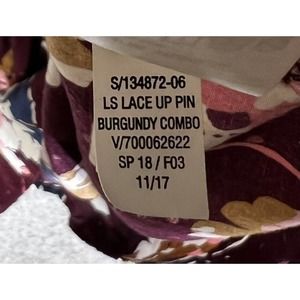 S/134872-06
LS LACE UP PIN
BURGUNDY COMBO
V/700062622
SP 18 / F03
11/17